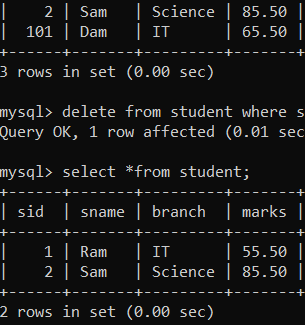 |    2 | Sam   | Science | 85.50
|  101 | Dam   | IT      | 65.50
+------+-------+---------+------
3 rows in set (0.00 sec)
mysql> delete from student where s
Query OK, 1 row affected (0.01 sec
mysql> select *from student;
+------+-------+---------+-------
| sid  | sname | branch  | marks
+------+-------+---------+-------
|    1 | Ram   | IT      | 55.50
|    2 | Sam   | Science | 85.50
+------+-------+---------+-------
2 rows in set (0.00 sec)